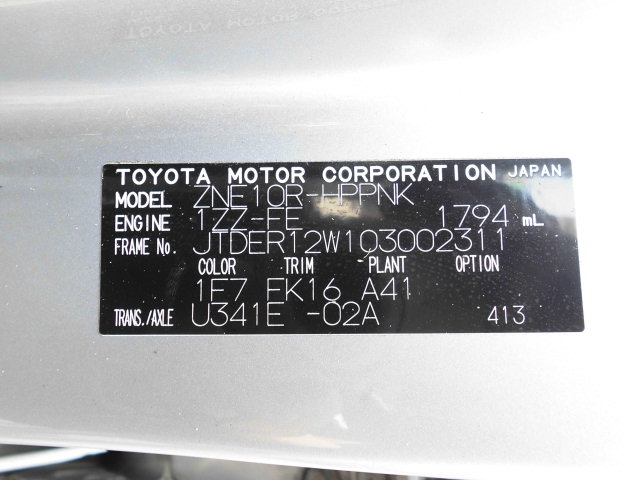 TOYOTA MOTOR CORPORATION JAPAN
MODEL ZNE10R-HPPNK
ENGINE 1ZZ-FE 1794 mL
FRAME No. JTDER12W103002311
COLOR TRIM PLANT OPTION
1F7 FK16 A41
TRANS./AXLE U341E -02A 413